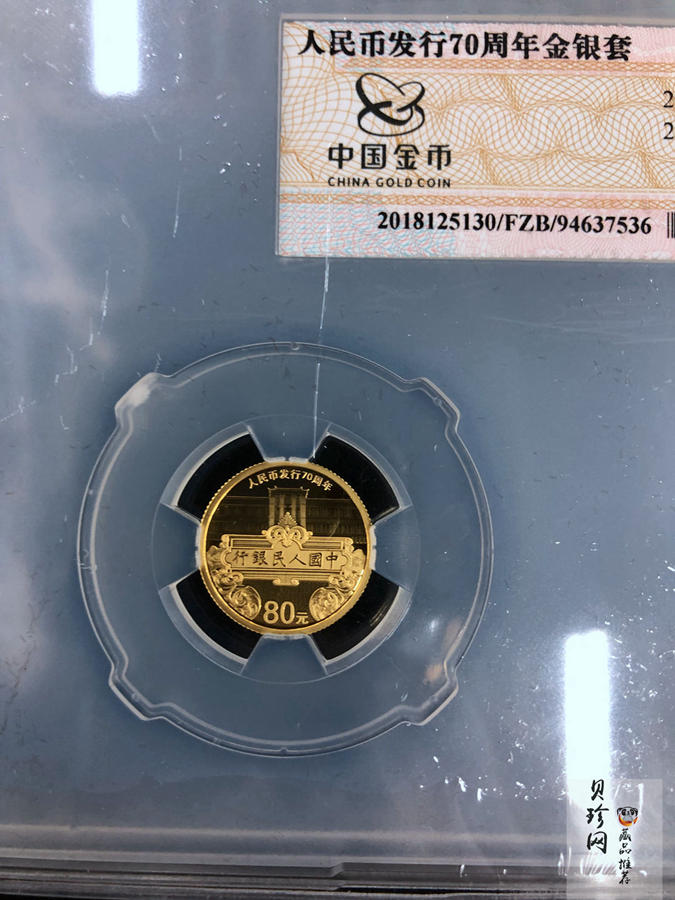 人民币发行70周年金银套
2
2
中国金币
CHINA GOLD COIN
2018125130/FZB/94637536
人民币发行70周年
行銀民人國中
80元
贝珍网
藏品推荐